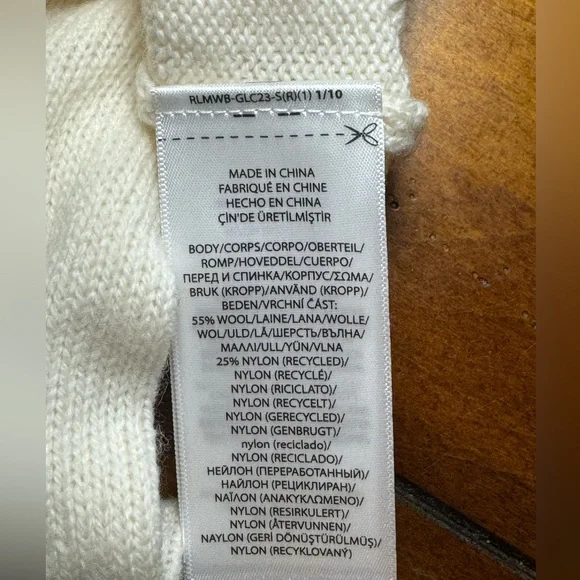 RLMWB-GLC23-S(R)(1) 1/10
MADE IN CHINA
FABRIQUÉ EN CHINE
HECHO EN CHINA
ÇİN'DE ÜRETİLMİŞTİR
BODY/CORPS/CORPO/OBERTEIL/
ROMP/HOVEDDEL/CUERPO/
ПЕРЕД И СПИНКА/КОРПУС/ΣΩΜΑ/
BRUK (KROPP)/ANVÄND (KROPP)/
BEDEN/VRCHNÍ ČÁST:
55% WOOL/LAINE/LANA/WOLLE/
WOL/ULD/LÃ/ШЕРСТЬ/ВЪЛНА/
ΜΑΛΛΙ/ULL/YÜN/VLNA
25% NYLON (RECYCLED)/
NYLON (RECYCLÉ)/
NYLON (RICICLATO)/
NYLON (RECYCELT)/
NYLON (GERECYCLED)/
NYLON (GENBRUGT)/
nylon (reciclado)/
NYLON (RECICLADO)/
НЕЙЛОН (ПЕРЕРАБОТАННЫЙ)/
НАЙЛОН (РЕЦИКЛИРАН)/
ΝΑΪΛΟΝ (ΑΝΑΚΥΚΛΩΜΕΝΟ)/
NYLON (RESIRKULERT)/
NYLON (ÅTERVUNNEN)/
NAYLON (GERİ DÖNÜŞTÜRÜLMÜŞ)/
NYLON (RECYKLOVANÝ)